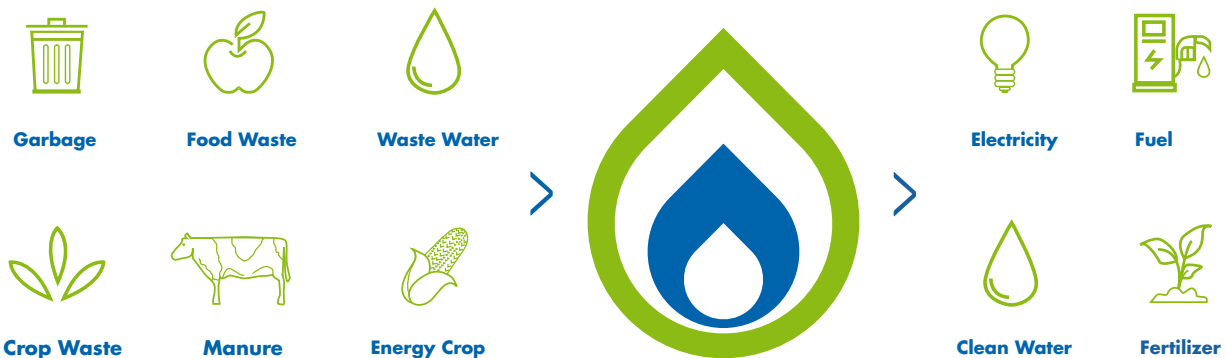 Garbage
Food Waste
Waste Water
Electricity
Fuel
Crop Waste
Manure
Energy Crop
Clean Water
Fertilizer